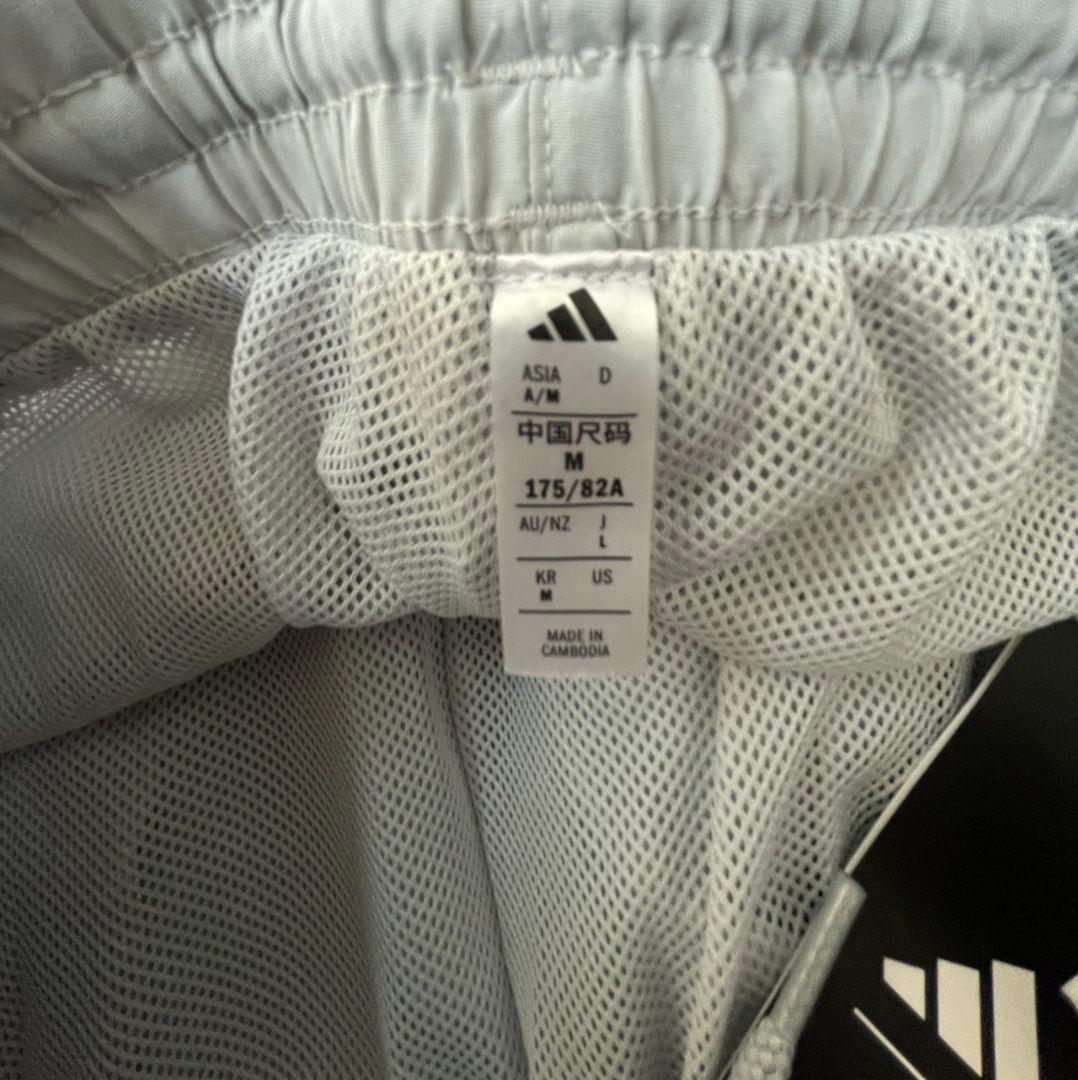 ASIA D
A/M
中国尺码
M
175/82A
AU/NZ J
L
KR US
M
MADE IN
CAMBODIA